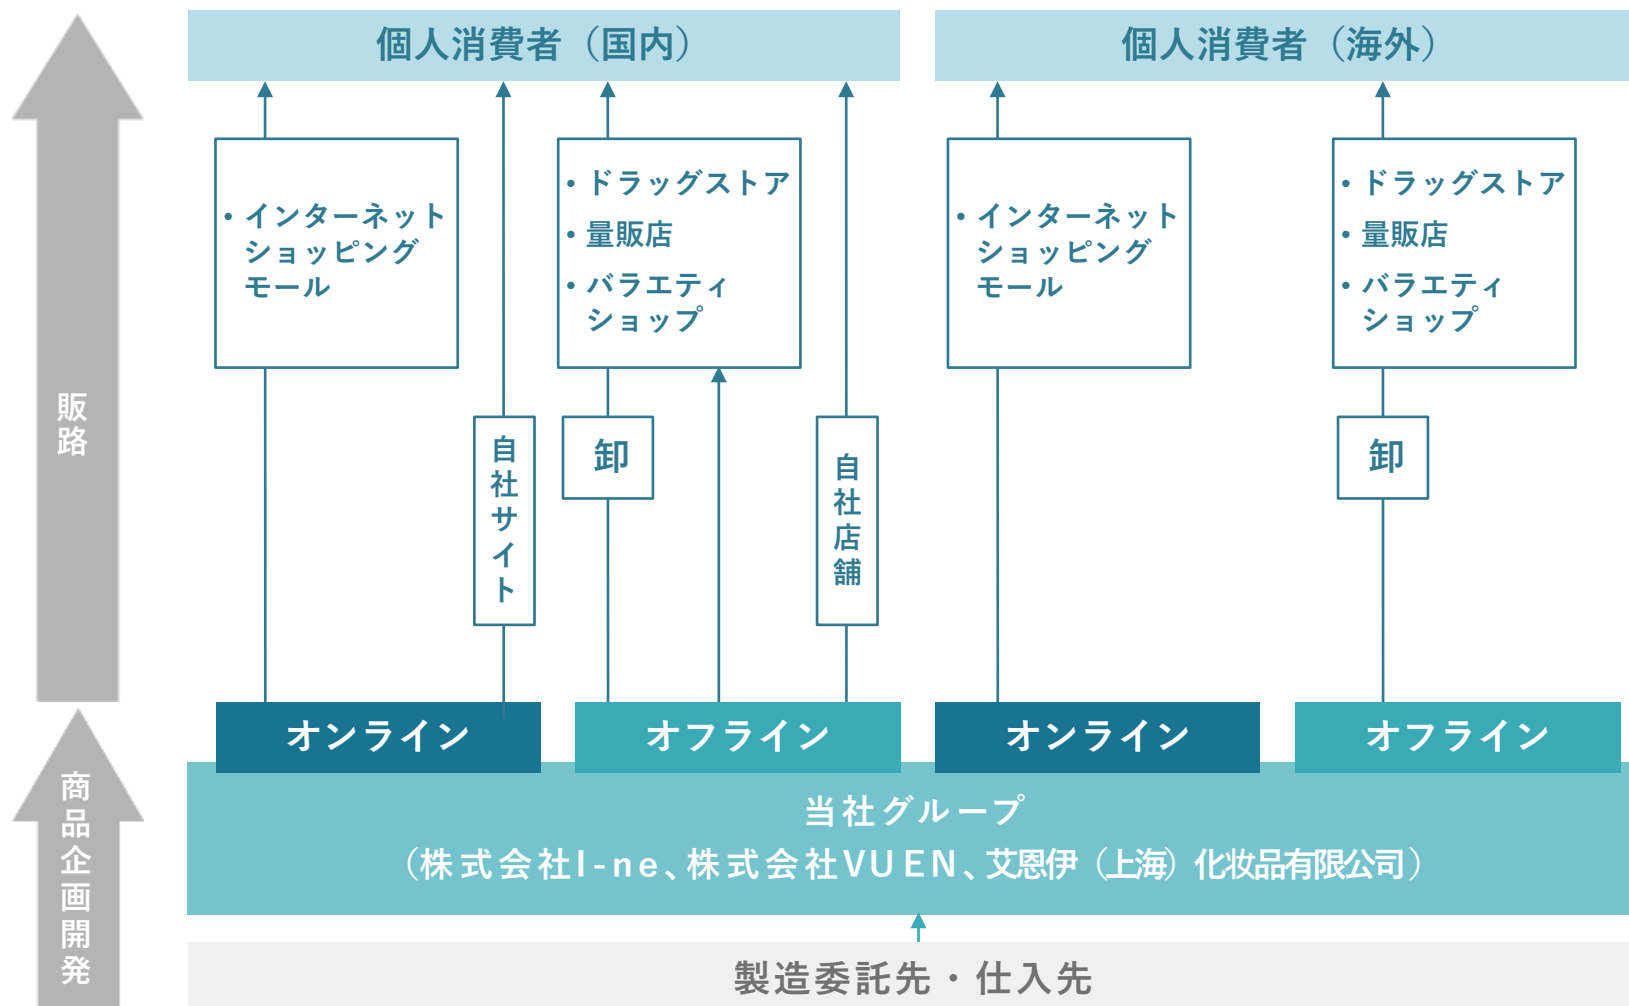 個人消費者（国内）
個人消費者（海外）
・インターネット
ショッピング
モール
・ドラッグストア
・量販店
・バラエティ
ショップ
・インターネット
ショッピング
モール
・ドラッグストア
・量販店
・バラエティ
ショップ
販路
自社サイト
卸
自社店舗
卸
オンライン
オフライン
オンライン
オフライン
商品企画開発
当社グループ
（株式会社I-ne、株式会社VUEN、艾恩伊（上海）化妆品有限公司）
製造委託先・仕入先